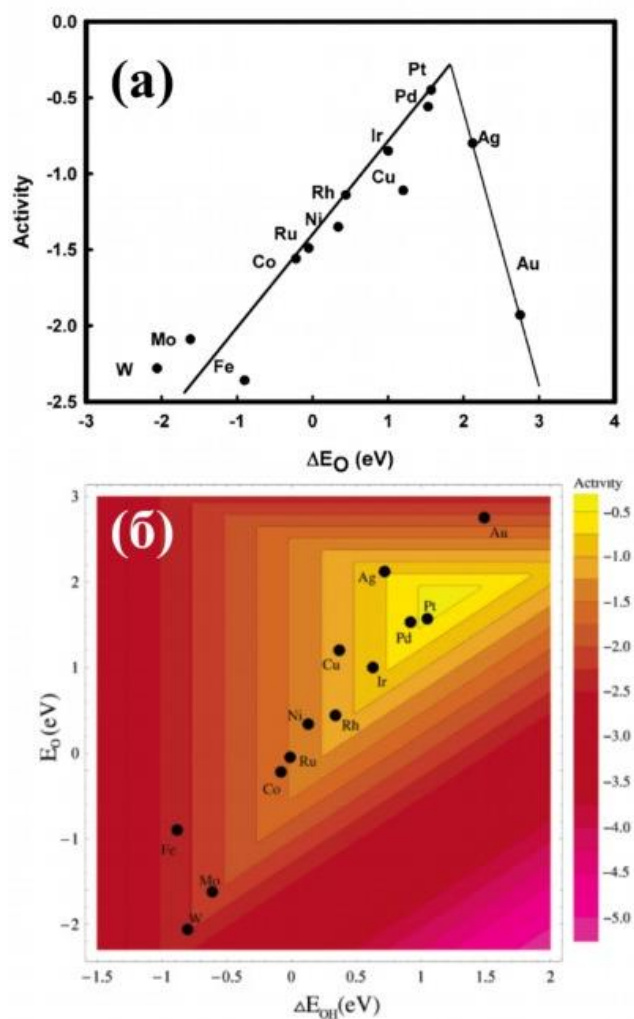 (а)
0.0
-0.5
-1.0
-1.5
-2.0
-2.5
Activity
Pt
Pd
Ag
Ir
Cu
Rh
Ni
Ru
Co
Au
Mo
W
Fe
-3 -2 -1 0 1 2 3 4
ΔEO (eV)
(б)
Activity
3
2
1
0
-1
-2
EO(eV)
Au
Ag
Pt
Pd
Cu
Ir
Ni
Rh
Ru
Co
Fe
Mo
W
-0.5
-1.0
-1.5
-2.0
-2.5
-3.0
-3.5
-4.0
-4.5
-5.0
-1.5 -1 -0.5 0 0.5 1 1.5 2
ΔEOH(eV)